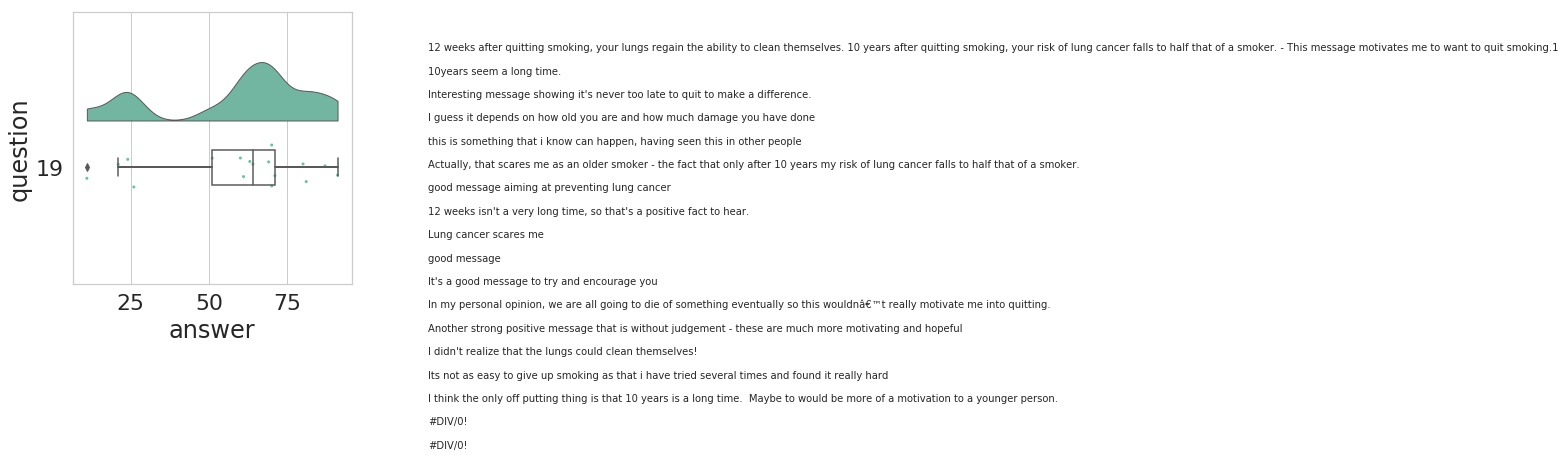 12 weeks after quitting smoking, your lungs regain the ability to clean themselves. 10 years after quitting smoking, your risk of lung cancer falls to half that of a smoker. - This message motivates me to want to quit smoking.1
10years seem a long time.
Interesting message showing it's never too late to quit to make a difference.
I guess it depends on how old you are and how much damage you have done
this is something that i know can happen, having seen this in other people
Actually, that scares me as an older smoker - the fact that only after 10 years my risk of lung cancer falls to half that of a smoker.
good message aiming at preventing lung cancer
12 weeks isn't a very long time, so that's a positive fact to hear.
Lung cancer scares me
good message
It's a good message to try and encourage you
In my personal opinion, we are all going to die of something eventually so this wouldnâ€™t really motivate me into quitting.
Another strong positive message that is without judgement - these are much more motivating and hopeful
I didn't realize that the lungs could clean themselves!
Its not as easy to give up smoking as that i have tried several times and found it really hard
I think the only off putting thing is that 10 years is a long time.  Maybe to would be more of a motivation to a younger person.
#DIV/0!
#DIV/0!
question
19
25 50 75
answer